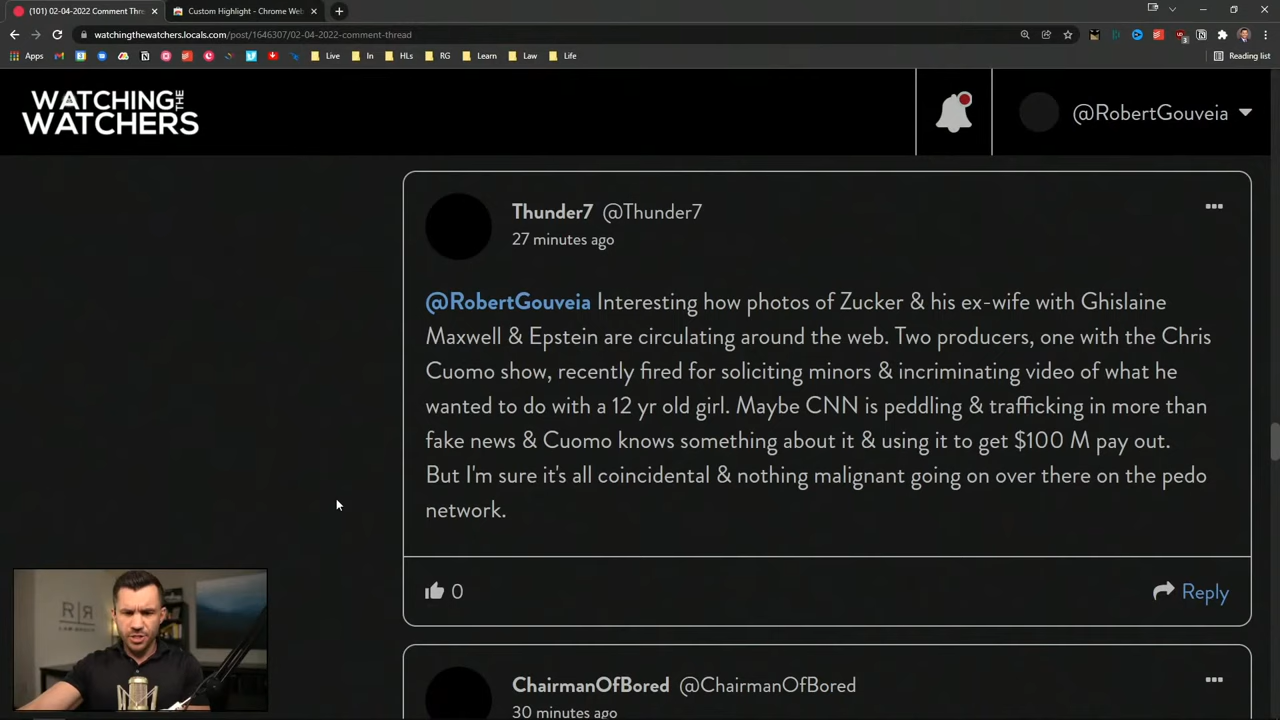 (101) 02-04-2022 Comment Thre
Custom Highlight - Chrome Web
watchingthewatchers.locals.com/post/1646307/02-04-2022-comment-thread
Apps
Live
In
HLs
RG
Learn
Law
Life
Reading list
WATCHING THE
WATCHERS
@RobertGouveia
Thunder7 @Thunder7
27 minutes ago
@RobertGouveia Interesting how photos of Zucker & his ex-wife with Ghislaine
Maxwell & Epstein are circulating around the web. Two producers, one with the Chris
Cuomo show, recently fired for soliciting minors & incriminating video of what he
wanted to do with a 12 yr old girl. Maybe CNN is peddling & trafficking in more than
fake news & Cuomo knows something about it & using it to get $100 M pay out.
But I'm sure it's all coincidental & nothing malignant going on over there on the pedo
network.
0
Reply
ChairmanOfBored @ChairmanOfBored
30 minutes ago